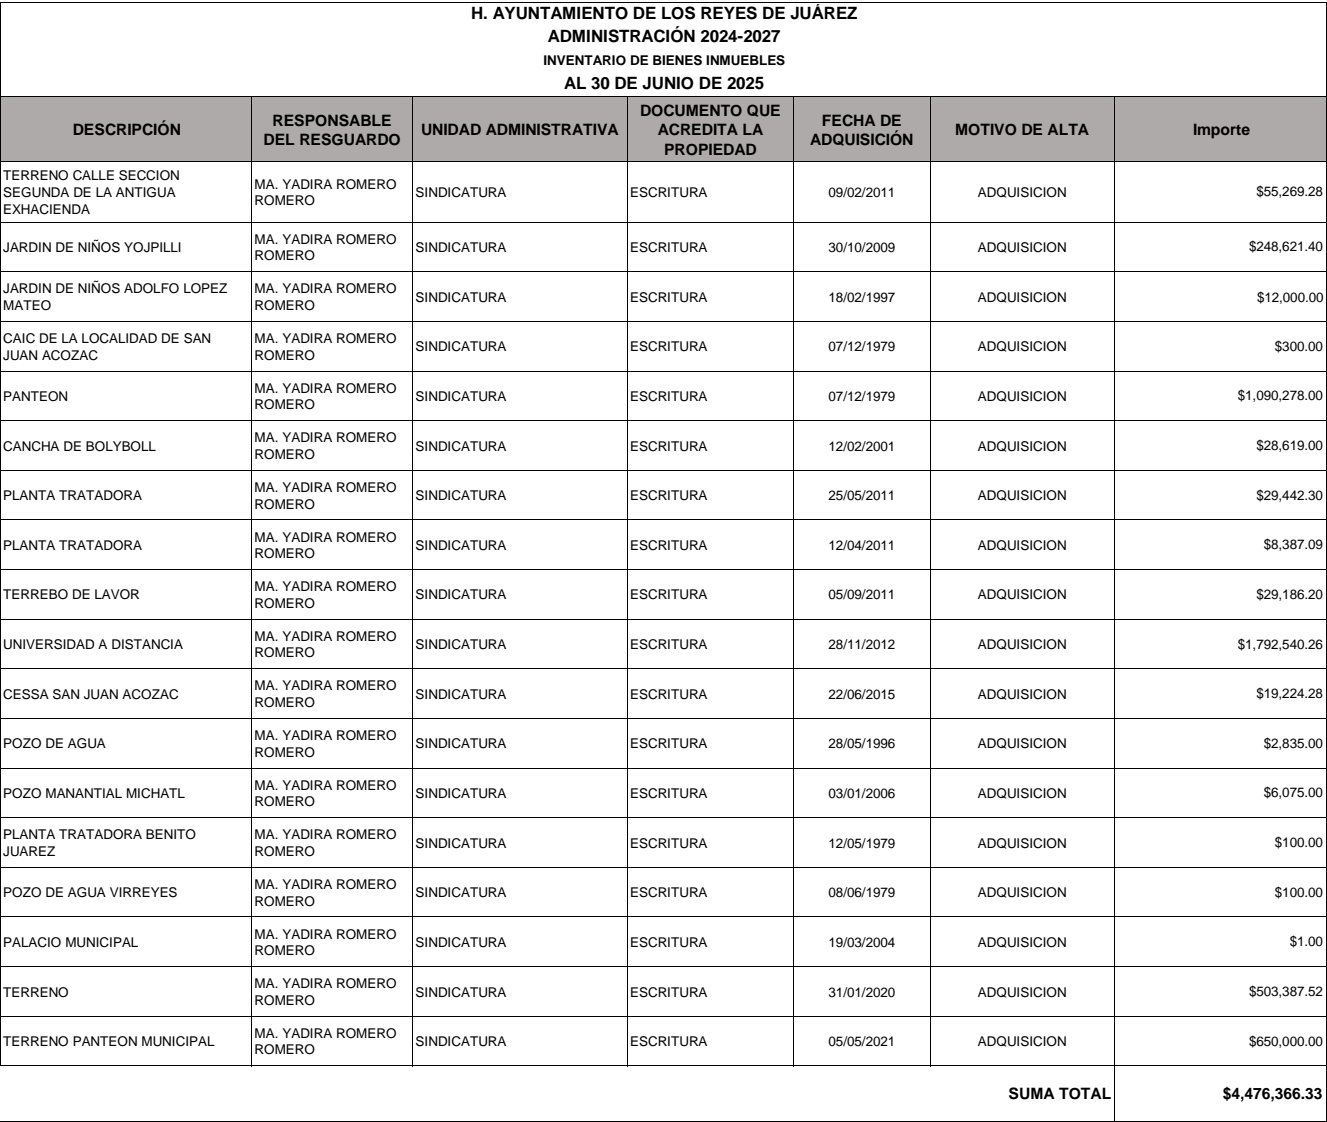 H. AYUNTAMIENTO DE LOS REYES DE JUÁREZ
ADMINISTRACIÓN 2024-2027
INVENTARIO DE BIENES INMUEBLES
AL 30 DE JUNIO DE 2025
DESCRIPCIÓN RESPONSABLE DEL RESGUARDO UNIDAD ADMINISTRATIVA DOCUMENTO QUE ACREDITA LA PROPIEDAD FECHA DE ADQUISICIÓN MOTIVO DE ALTA Importe
TERRENO CALLE SECCION SEGUNDA DE LA ANTIGUA EXHACIENDA MA. YADIRA ROMERO ROMERO SINDICATURA ESCRITURA 09/02/2011 ADQUISICION $55,269.28
JARDIN DE NIÑOS YOJPILLI MA. YADIRA ROMERO ROMERO SINDICATURA ESCRITURA 30/10/2009 ADQUISICION $248,621.40
JARDIN DE NIÑOS ADOLFO LOPEZ MATEO MA. YADIRA ROMERO ROMERO SINDICATURA ESCRITURA 18/02/1997 ADQUISICION $12,000.00
CAIC DE LA LOCALIDAD DE SAN JUAN ACOZAC MA. YADIRA ROMERO ROMERO SINDICATURA ESCRITURA 07/12/1979 ADQUISICION $300.00
PANTEON MA. YADIRA ROMERO ROMERO SINDICATURA ESCRITURA 07/12/1979 ADQUISICION $1,090,278.00
CANCHA DE BOLYBOLL MA. YADIRA ROMERO ROMERO SINDICATURA ESCRITURA 12/02/2001 ADQUISICION $28,619.00
PLANTA TRATADORA MA. YADIRA ROMERO ROMERO SINDICATURA ESCRITURA 25/05/2011 ADQUISICION $29,442.30
PLANTA TRATADORA MA. YADIRA ROMERO ROMERO SINDICATURA ESCRITURA 12/04/2011 ADQUISICION $8,387.09
TERREBO DE LAVOR MA. YADIRA ROMERO ROMERO SINDICATURA ESCRITURA 05/09/2011 ADQUISICION $29,186.20
UNIVERSIDAD A DISTANCIA MA. YADIRA ROMERO ROMERO SINDICATURA ESCRITURA 28/11/2012 ADQUISICION $1,792,540.26
CESSA SAN JUAN ACOZAC MA. YADIRA ROMERO ROMERO SINDICATURA ESCRITURA 22/06/2015 ADQUISICION $19,224.28
POZO DE AGUA MA. YADIRA ROMERO ROMERO SINDICATURA ESCRITURA 28/05/1996 ADQUISICION $2,835.00
POZO MANANTIAL MICHATL MA. YADIRA ROMERO ROMERO SINDICATURA ESCRITURA 03/01/2006 ADQUISICION $6,075.00
PLANTA TRATADORA BENITO JUAREZ MA. YADIRA ROMERO ROMERO SINDICATURA ESCRITURA 12/05/1979 ADQUISICION $100.00
POZO DE AGUA VIRREYES MA. YADIRA ROMERO ROMERO SINDICATURA ESCRITURA 08/06/1979 ADQUISICION $100.00
PALACIO MUNICIPAL MA. YADIRA ROMERO ROMERO SINDICATURA ESCRITURA 19/03/2004 ADQUISICION $1.00
TERRENO MA. YADIRA ROMERO ROMERO SINDICATURA ESCRITURA 31/01/2020 ADQUISICION $503,387.52
TERRENO PANTEON MUNICIPAL MA. YADIRA ROMERO ROMERO SINDICATURA ESCRITURA 05/05/2021 ADQUISICION $650,000.00
SUMA TOTAL $4,476,366.33